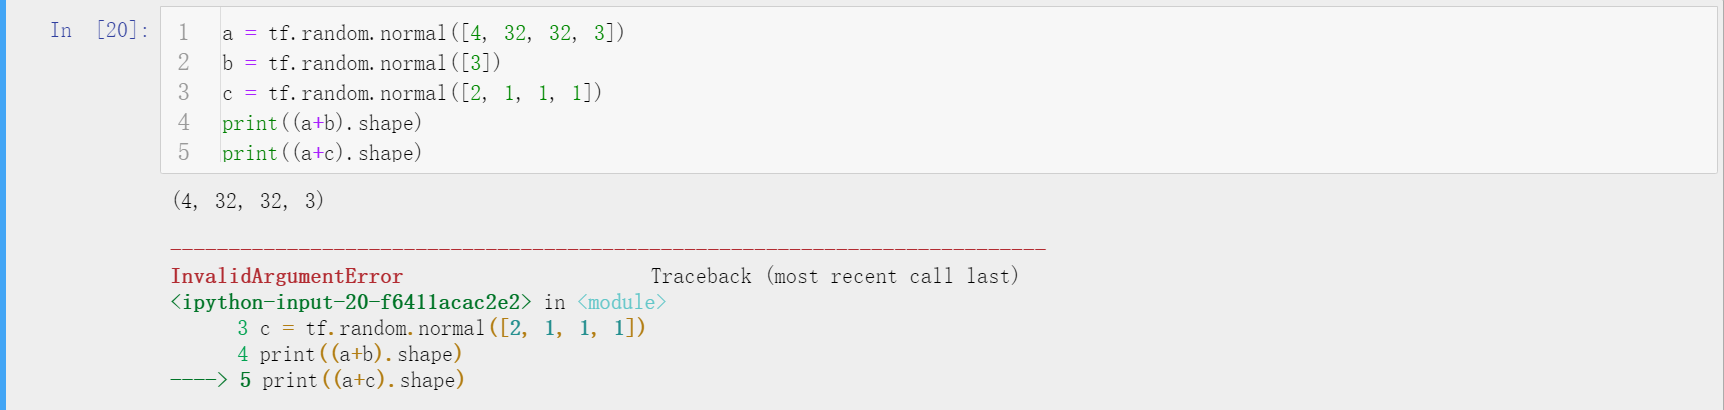 In [20]:
1 a = tf.random.normal([4, 32, 32, 3])
2 b = tf.random.normal([3])
3 c = tf.random.normal([2, 1, 1, 1])
4 print((a+b).shape)
5 print((a+c).shape)
(4, 32, 32, 3)
---------------------------------------------------------------------------
InvalidArgumentError Traceback (most recent call last)
<ipython-input-20-f6411acac2e2> in <module>
3 c = tf.random.normal([2, 1, 1, 1])
4 print((a+b).shape)
----> 5 print((a+c).shape)